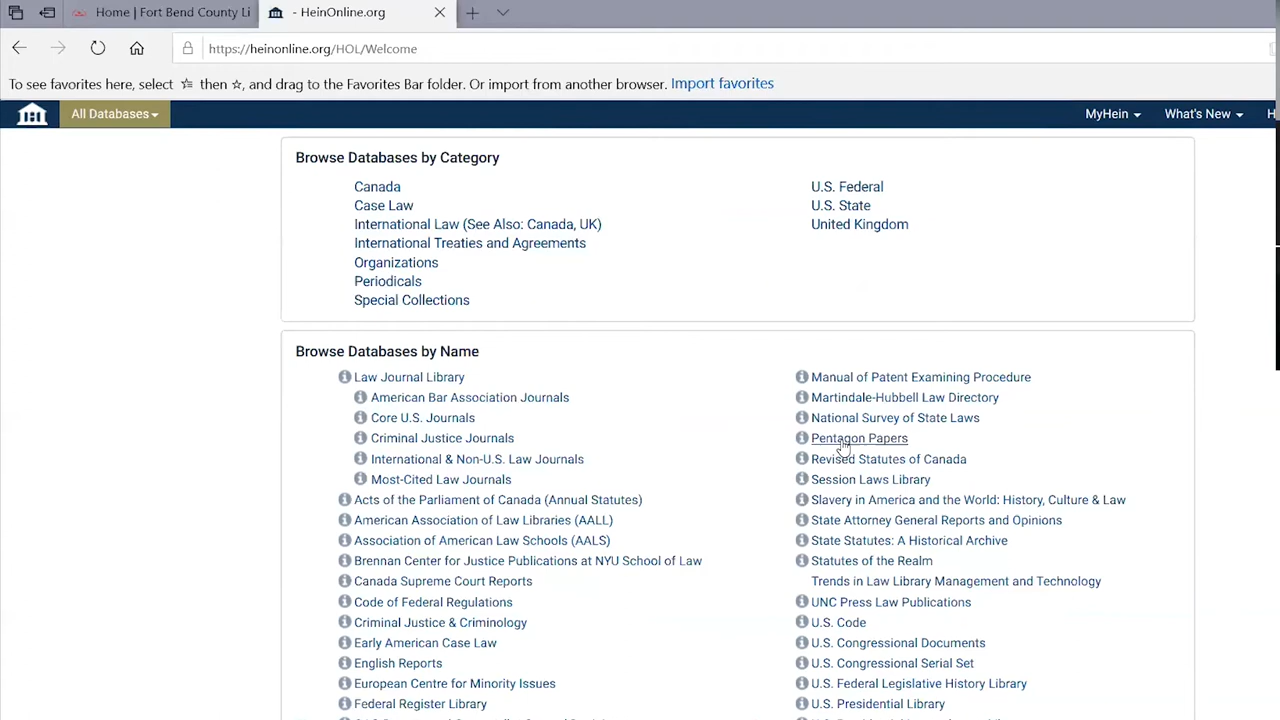 Home | Fort Bend County Li
- HeinOnline.org
https://heinonline.org/HOL/Welcome
To see favorites here, select then ☆, and drag to the Favorites Bar folder. Or import from another browser. Import favorites
All Databases
MyHein
What's New
H
Browse Databases by Category
Canada
Case Law
International Law (See Also: Canada, UK)
International Treaties and Agreements
Organizations
Periodicals
Special Collections
U.S. Federal
U.S. State
United Kingdom
Browse Databases by Name
Law Journal Library
American Bar Association Journals
Core U.S. Journals
Criminal Justice Journals
International & Non-U.S. Law Journals
Most-Cited Law Journals
Acts of the Parliament of Canada (Annual Statutes)
American Association of Law Libraries (AALL)
Association of American Law Schools (AALS)
Brennan Center for Justice Publications at NYU School of Law
Canada Supreme Court Reports
Code of Federal Regulations
Criminal Justice & Criminology
Early American Case Law
English Reports
European Centre for Minority Issues
Federal Register Library
Manual of Patent Examining Procedure
Martindale-Hubbell Law Directory
National Survey of State Laws
Pentagon Papers
Revised Statutes of Canada
Session Laws Library
Slavery in America and the World: History, Culture & Law
State Attorney General Reports and Opinions
State Statutes: A Historical Archive
Statutes of the Realm
Trends in Law Library Management and Technology
UNC Press Law Publications
U.S. Code
U.S. Congressional Documents
U.S. Congressional Serial Set
U.S. Federal Legislative History Library
U.S. Presidential Library